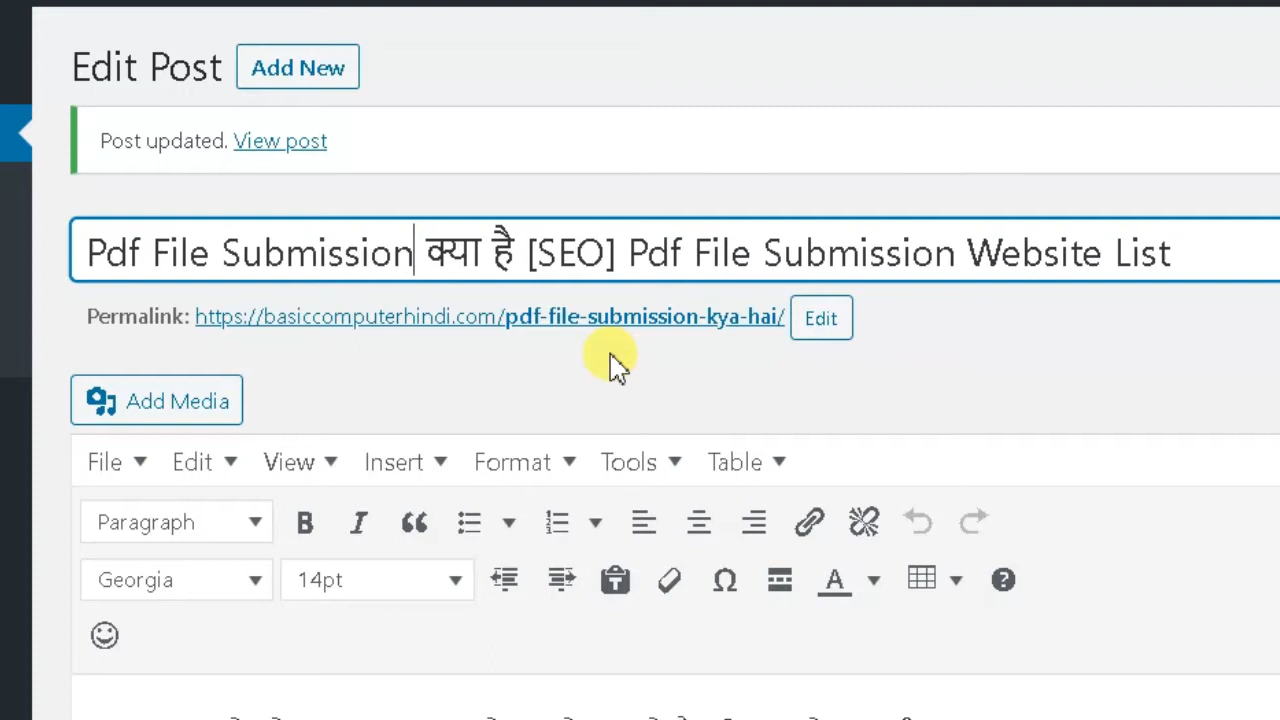 Edit Post Add New
Post updated. View post
Pdf File Submission क्या है [SEO] Pdf File Submission Website List
Permalink: https://basiccomputerhindi.com/pdf-file-submission-kya-hai/ Edit
Add Media
File Edit View Insert Format Tools Table
Paragraph
Georgia 14pt